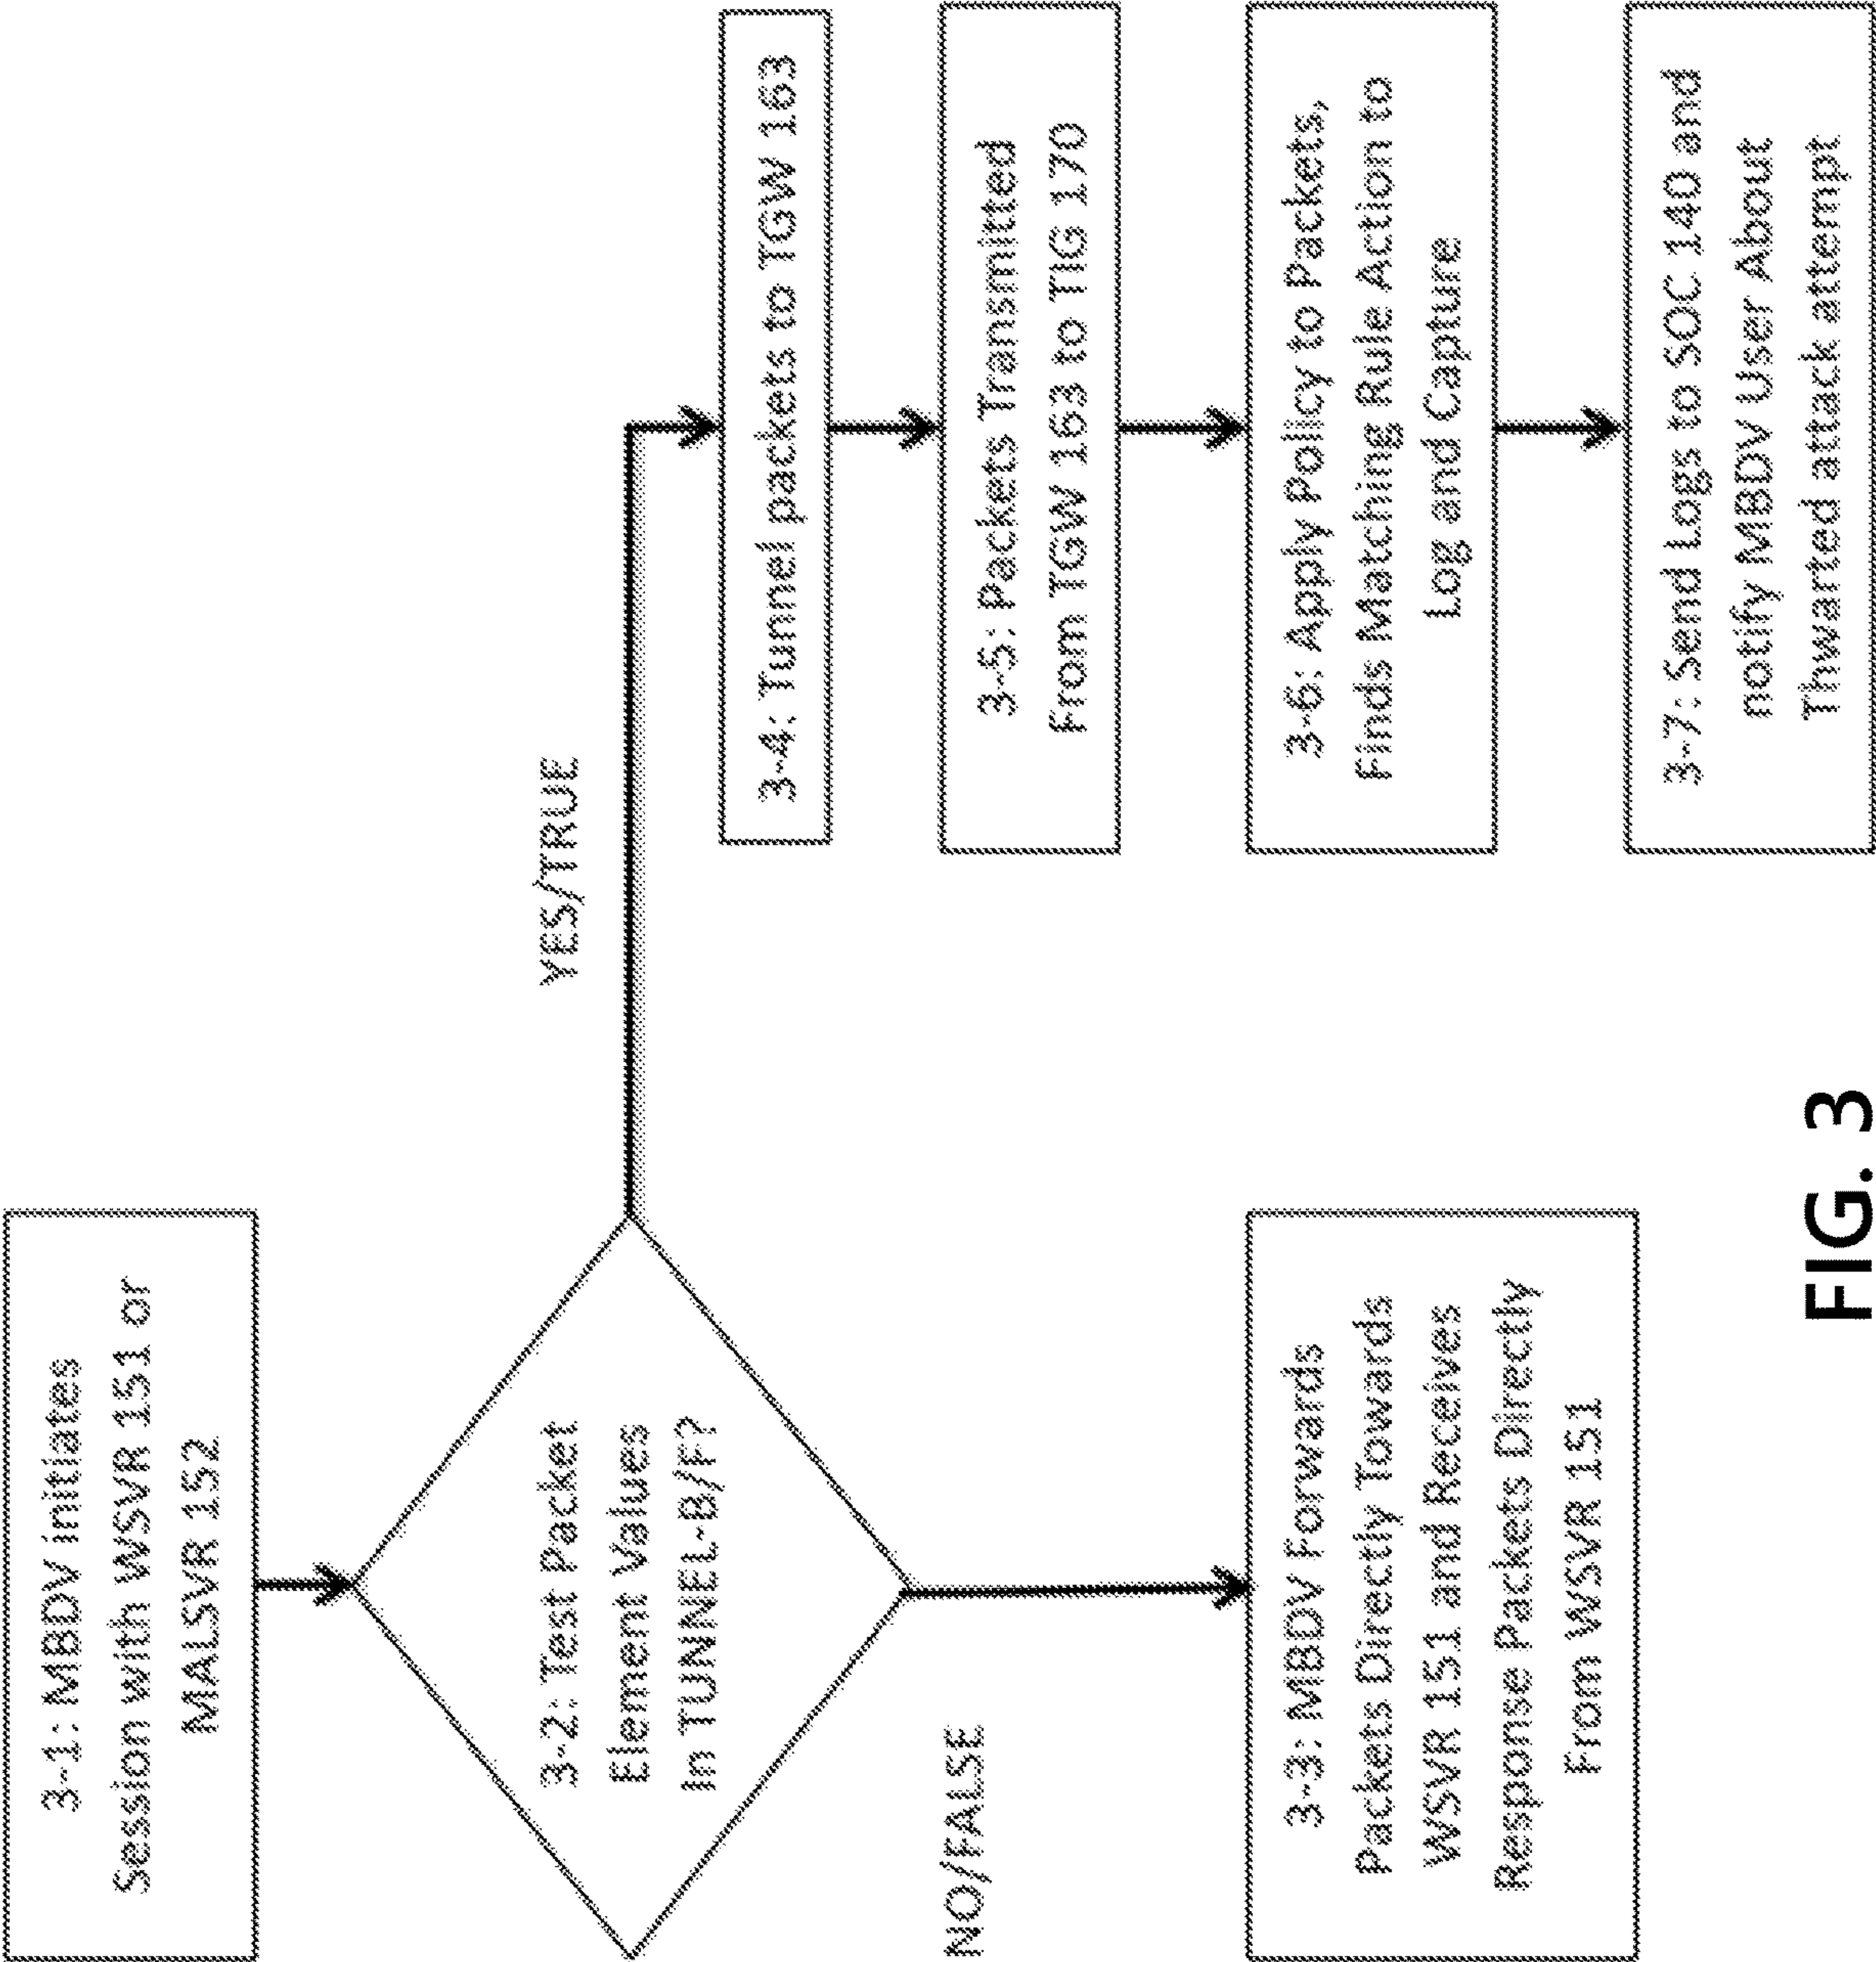 3-1: MBDV initiates
Session with WSVR 151 or
MALSVR 152
3-2: Test Packet
Element Values
In TUNNEL-B/F?
YES/TRUE
NO/FALSE
3-3: MBDV Forwards
Packets Directly Towards
WSVR 151 and Receives
Response Packets Directly
From WSVR 151
3-4: Tunnel packets to TGW 163
3-5: Packets Transmitted
From TGW 163 to TIG 170
3-6: Apply Policy to Packets,
Finds Matching Rule Action to
Log and Capture
3-7: Send Logs to SOC 140 and
notify MBDV User About
Thwarted attack attempt
FIG. 3